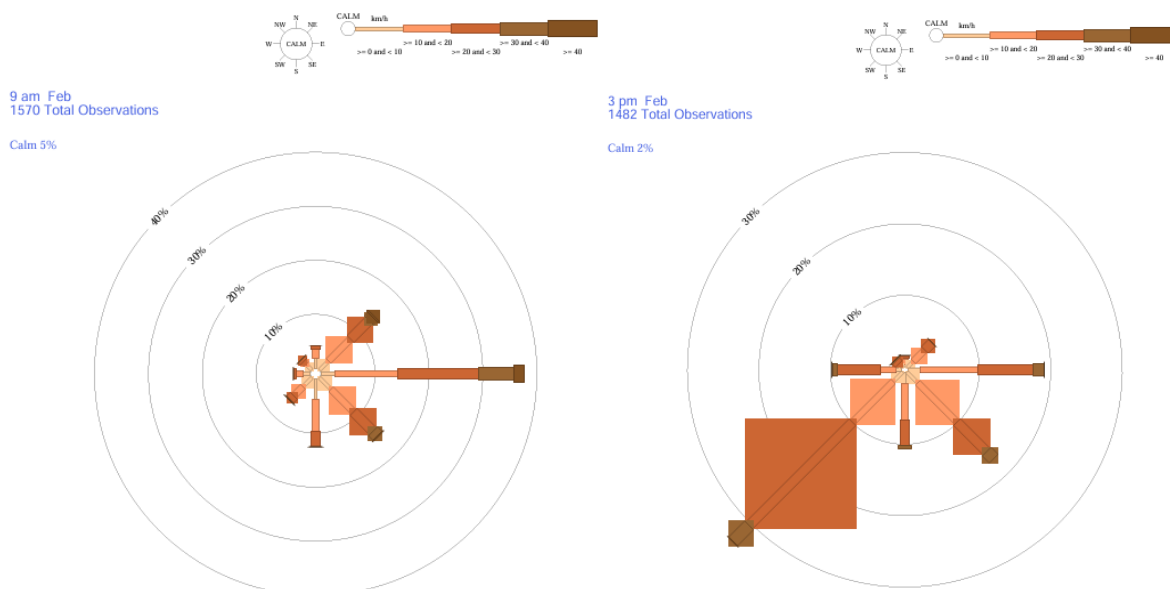 CALM km/h
N
NW NE
W CALM E
SW SE
S
>= 10 and < 20 >= 30 and < 40
>= 0 and < 10 >= 20 and < 30 >= 40
9 am Feb
1570 Total Observations
Calm 5%
40%
30%
20%
10%
CALM km/h
N
NW NE
W CALM E
SW SE
S
>= 10 and < 20 >= 30 and < 40
>= 0 and < 10 >= 20 and < 30 >= 40
3 pm Feb
1482 Total Observations
Calm 2%
30%
20%
10%